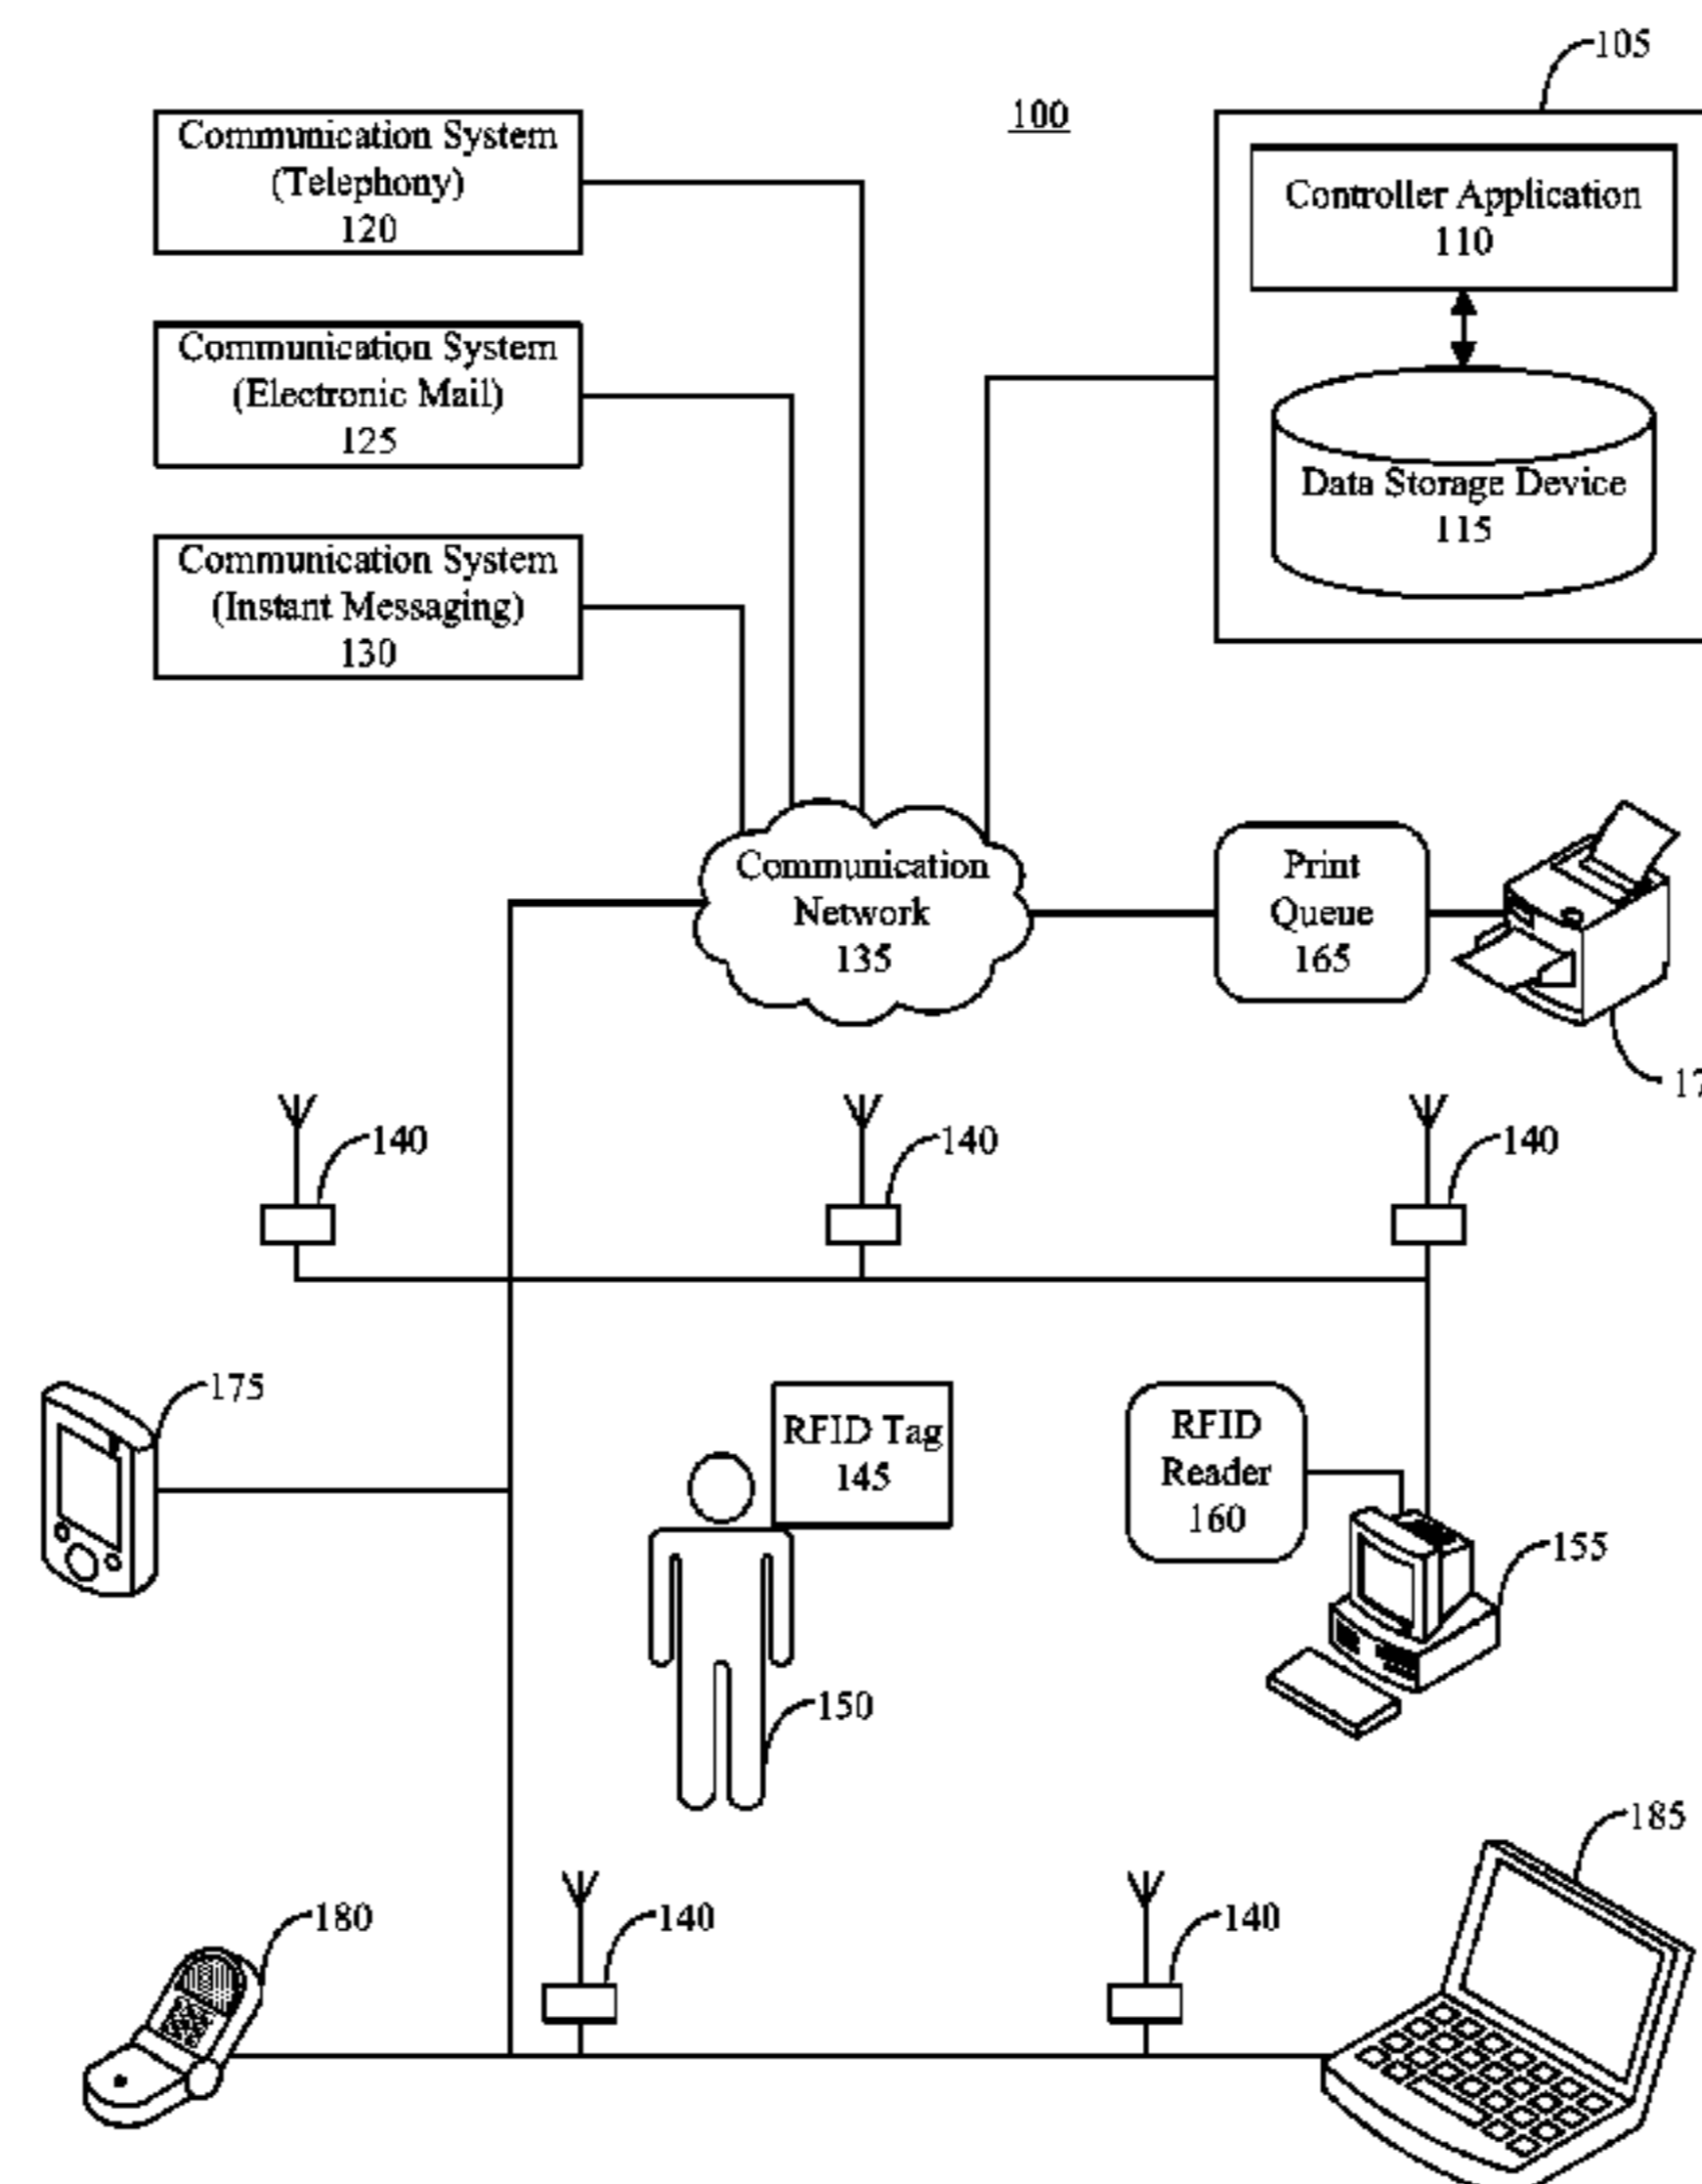 105
100
Communication System
(Telephony)
120
Controller Application
110
Communication System
(Electronic Mail)
125
Data Storage Device
115
Communication System
(Instant Messaging)
130
Communication
Network
135
Print
Queue
165
17
140
140
140
175
RFID Tag
145
RFID
Reader
160
155
150
185
180
140
140